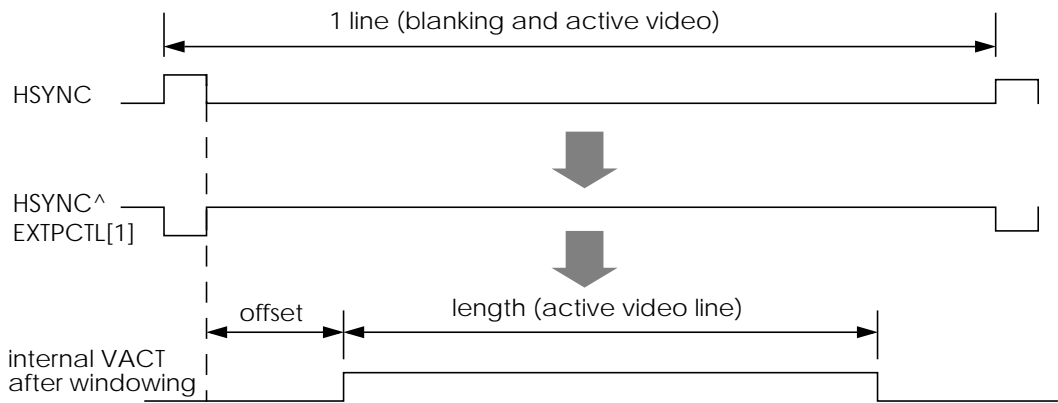 1 line (blanking and active video)
HSYNC
HSYNC^
EXTPCTL[1]
offset
length (active video line)
internal VACT
after windowing